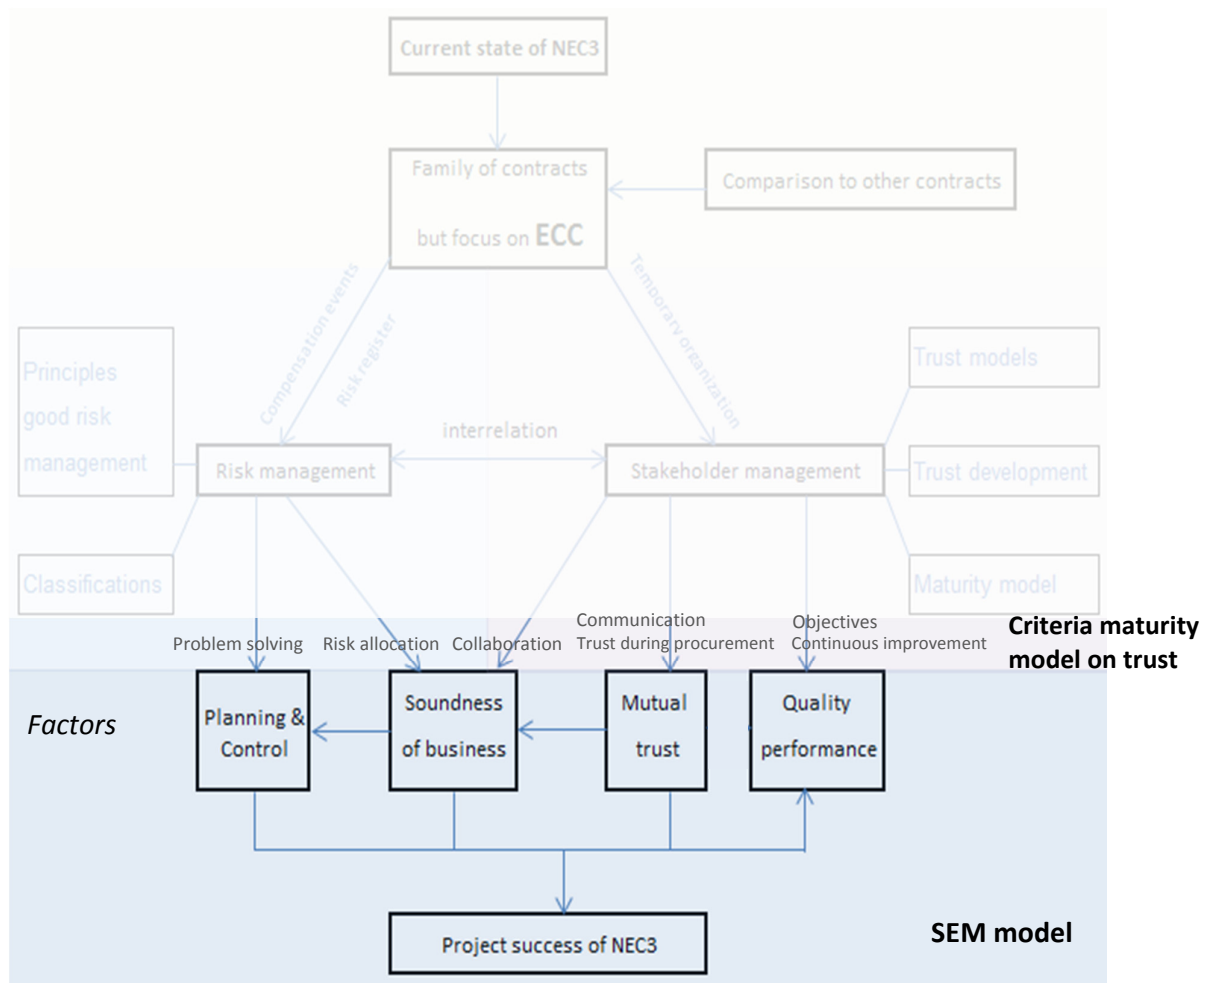 Current state of NEC3
Family of contracts
but focus on ECC
Comparison to other contracts
Compensation events
Risk register
Temporary organization
Principles
good risk
management
Trust models
interrelation
Risk management
Stakeholder management
Trust development
Classifications
Maturity model
Problem solving
Risk allocation
Collaboration
Communication
Trust during procurement
Objectives
Continuous improvement
Criteria maturity
model on trust
Factors
Planning &
Control
Soundness
of business
Mutual
trust
Quality
performance
Project success of NEC3
SEM model